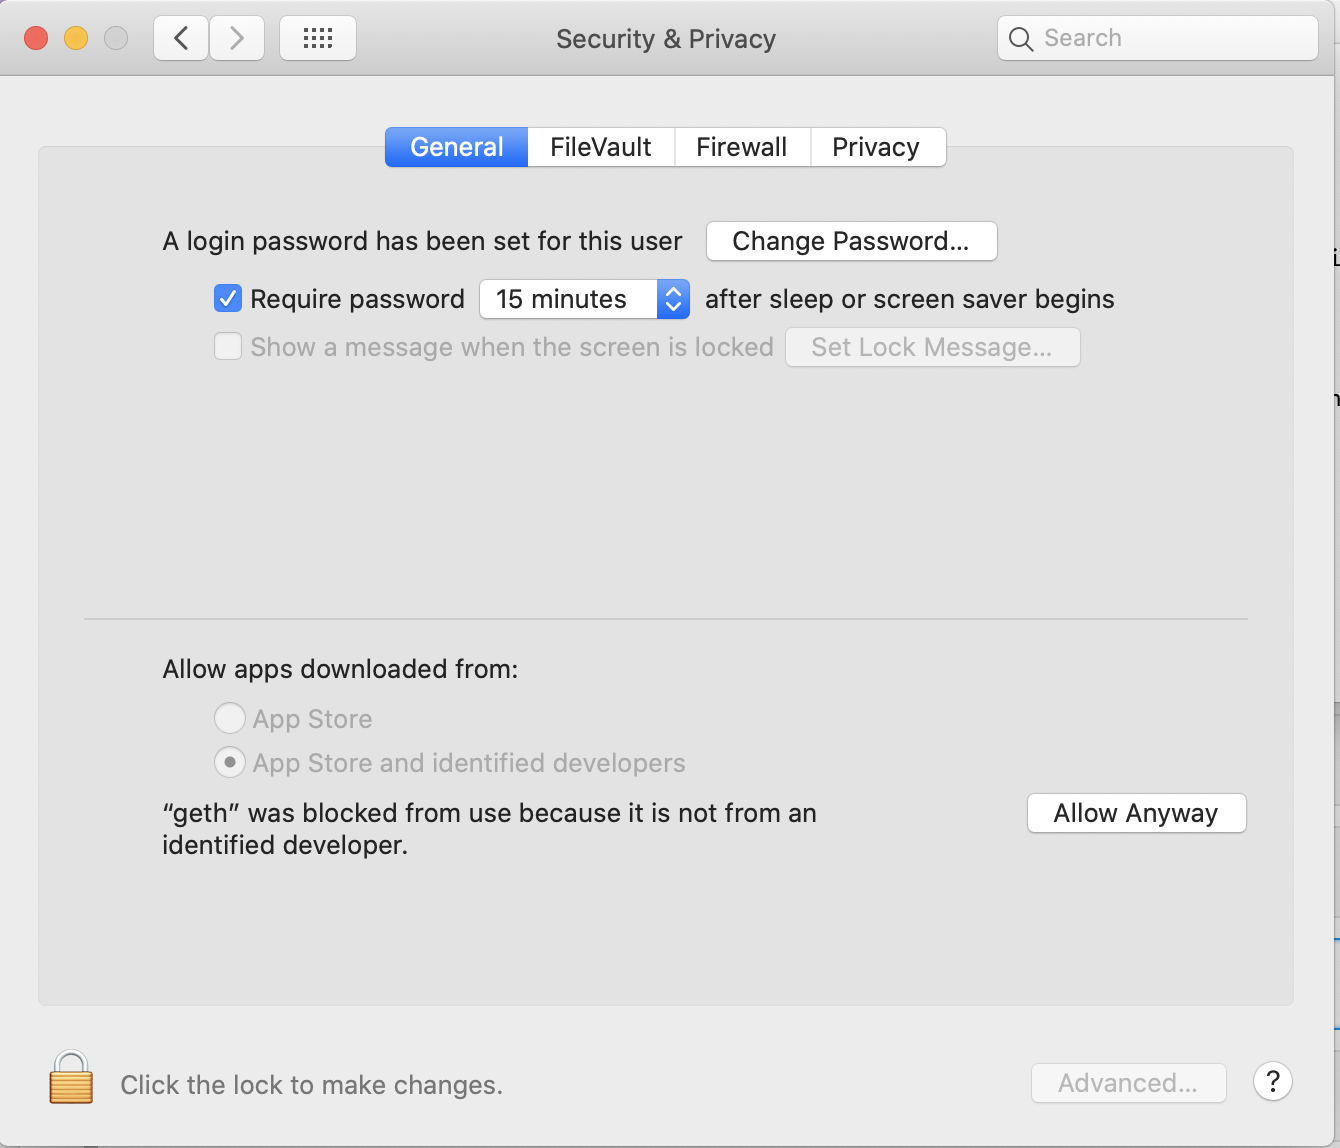 Security & Privacy
Search
General
FileVault
Firewall
Privacy
A login password has been set for this user
Change Password...
Require password
15 minutes
after sleep or screen saver begins
Show a message when the screen is locked
Set Lock Message...
Allow apps downloaded from:
App Store
App Store and identified developers
“geth” was blocked from use because it is not from an
identified developer.
Allow Anyway
Click the lock to make changes.
Advanced...
?